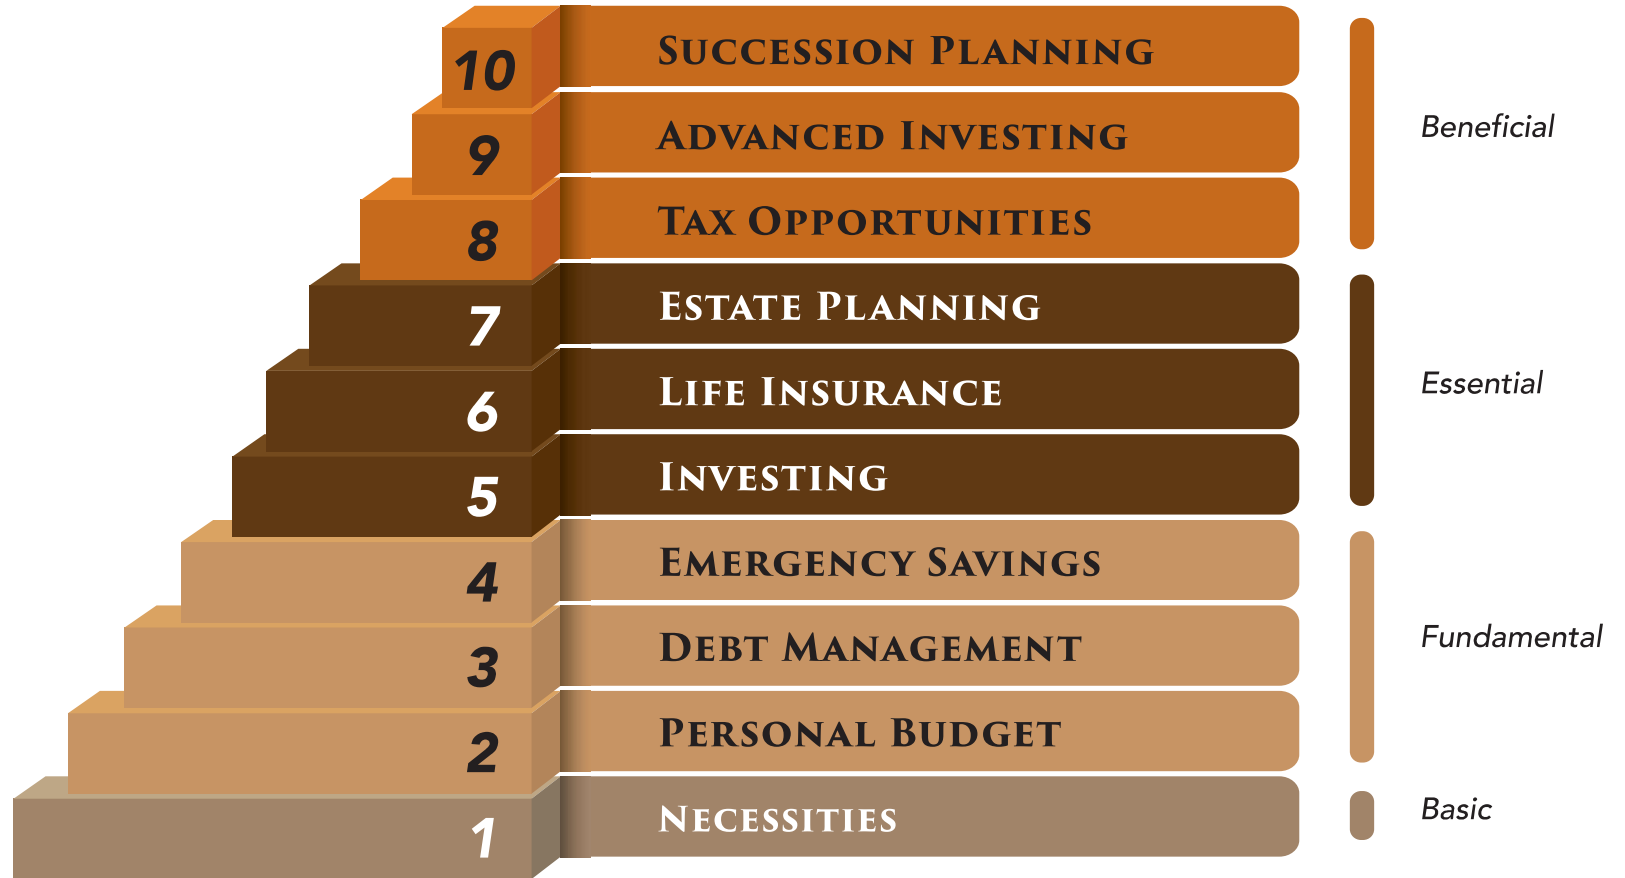 10 Succession Planning
9 Advanced Investing
8 Tax Opportunities
Beneficial
7 Estate Planning
6 Life Insurance
5 Investing
Essential
4 Emergency Savings
3 Debt Management
2 Personal Budget
Fundamental
1 Necessities
Basic